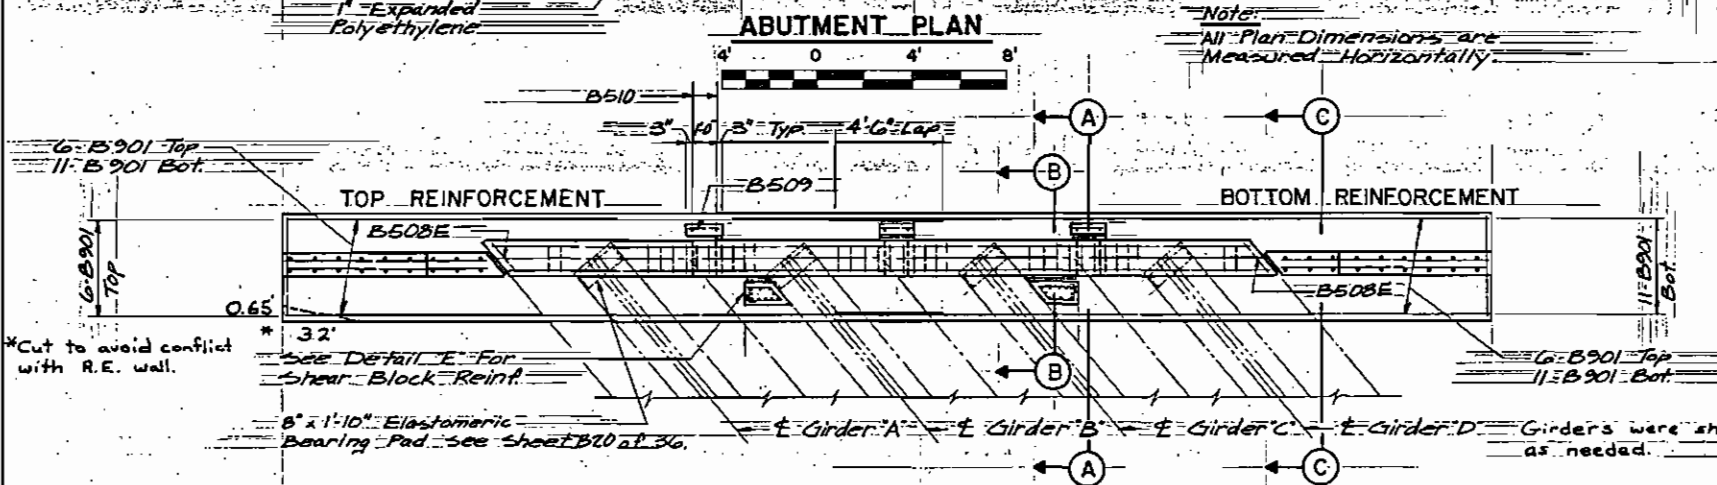 1" Expanded
Polyethylene
ABUTMENT PLAN
4' 0 4' 8'
Note:
All Plan Dimensions are
Measured Horizontally.
B510
3" 10" 3" Typ. 4'-6" Lap
A
C
B
6-B901 Top
11-B901 Bot.
B509
TOP REINFORCEMENT
BOTTOM REINFORCEMENT
B508E
6-B901
Top
11-B901
Bot.
B508E
0.65'
* 3.2'
*Cut to avoid conflict
with R.E. wall.
See Detail "E" For
Shear Block Reinf.
B
6-B901 Top
11-B901 Bot.
8" x 1'-10" Elastomeric
Bearing Pad See Sheet B20 of 36.
℄ Girder "A"
℄ Girder "B"
℄ Girder "C"
℄ Girder "D"
Girders were sh
as needed.
A
C